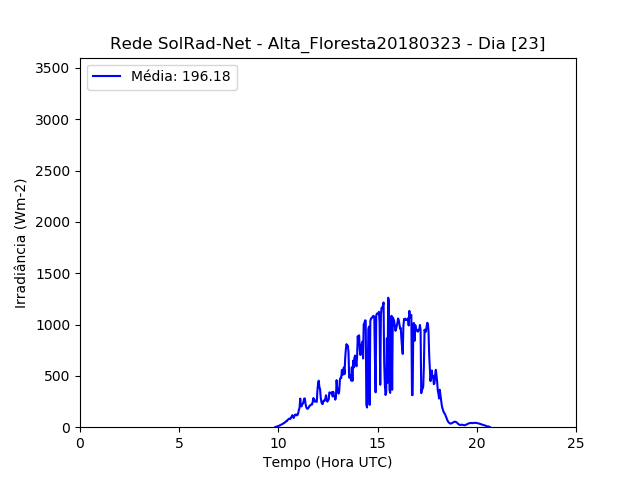 Rede SolRad-Net - Alta_Floresta20180323 - Dia [23]
Média: 196.18
Irradiância (Wm-2)
3500
3000
2500
2000
1500
1000
500
0
0 5 10 15 20 25
Tempo (Hora UTC)